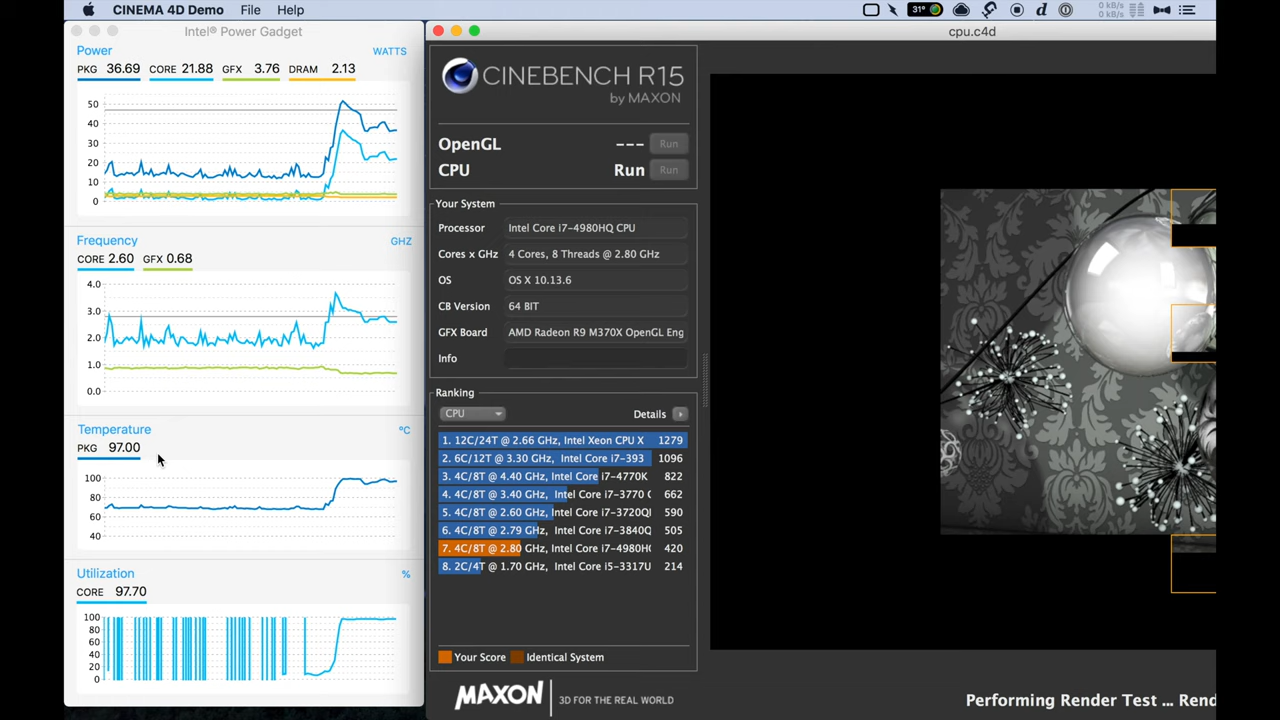 CINEMA 4D Demo File Help
31°
d
0 kB/s
0 kB/s
Intel® Power Gadget
Power WATTS
PKG 36.69 CORE 21.88 GFX 3.76 DRAM 2.13
50
40
30
20
10
0
Frequency GHZ
CORE 2.60 GFX 0.68
4.0
3.0
2.0
1.0
0.0
Temperature °C
PKG 97.00
100
80
60
40
Utilization %
CORE 97.70
100
80
60
40
20
0
cpu.c4d
CINEBENCH R15
by MAXON
OpenGL --- Run
CPU Run Run
Your System
Processor Intel Core i7-4980HQ CPU
Cores x GHz 4 Cores, 8 Threads @ 2.80 GHz
OS OS X 10.13.6
CB Version 64 BIT
GFX Board AMD Radeon R9 M370X OpenGL Eng
Info
Ranking
CPU Details
1. 12C/24T @ 2.66 GHz, Intel Xeon CPU X 1279
2. 6C/12T @ 3.30 GHz, Intel Core i7-393 1096
3. 4C/8T @ 4.40 GHz, Intel Core i7-4770K 822
4. 4C/8T @ 3.40 GHz, Intel Core i7-3770 662
5. 4C/8T @ 2.60 GHz, Intel Core i7-3720Q 590
6. 4C/8T @ 2.79 GHz, Intel Core i7-3840Q 505
7. 4C/8T @ 2.80 GHz, Intel Core i7-4980H 420
8. 2C/4T @ 1.70 GHz, Intel Core i5-3317U 214
Your Score Identical System
MAXON 3D FOR THE REAL WORLD
Performing Render Test ... Rend